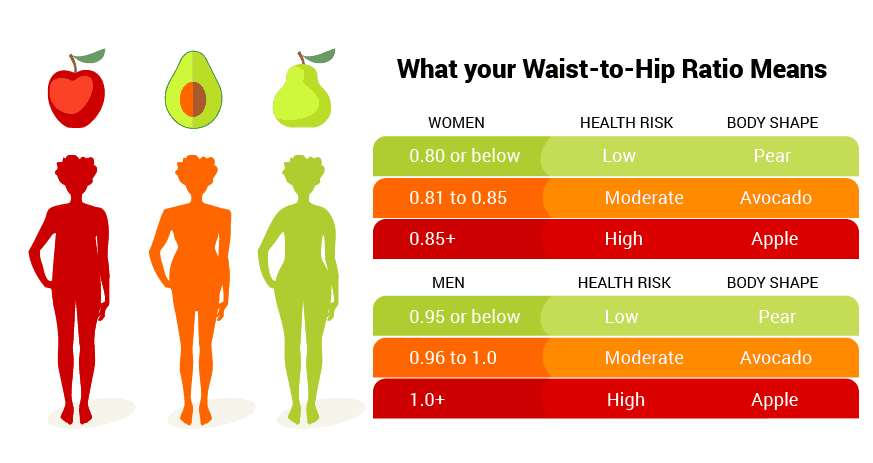 What your Waist-to-Hip Ratio Means
WOMEN HEALTH RISK BODY SHAPE
0.80 or below Low Pear
0.81 to 0.85 Moderate Avocado
0.85+ High Apple
MEN HEALTH RISK BODY SHAPE
0.95 or below Low Pear
0.96 to 1.0 Moderate Avocado
1.0+ High Apple